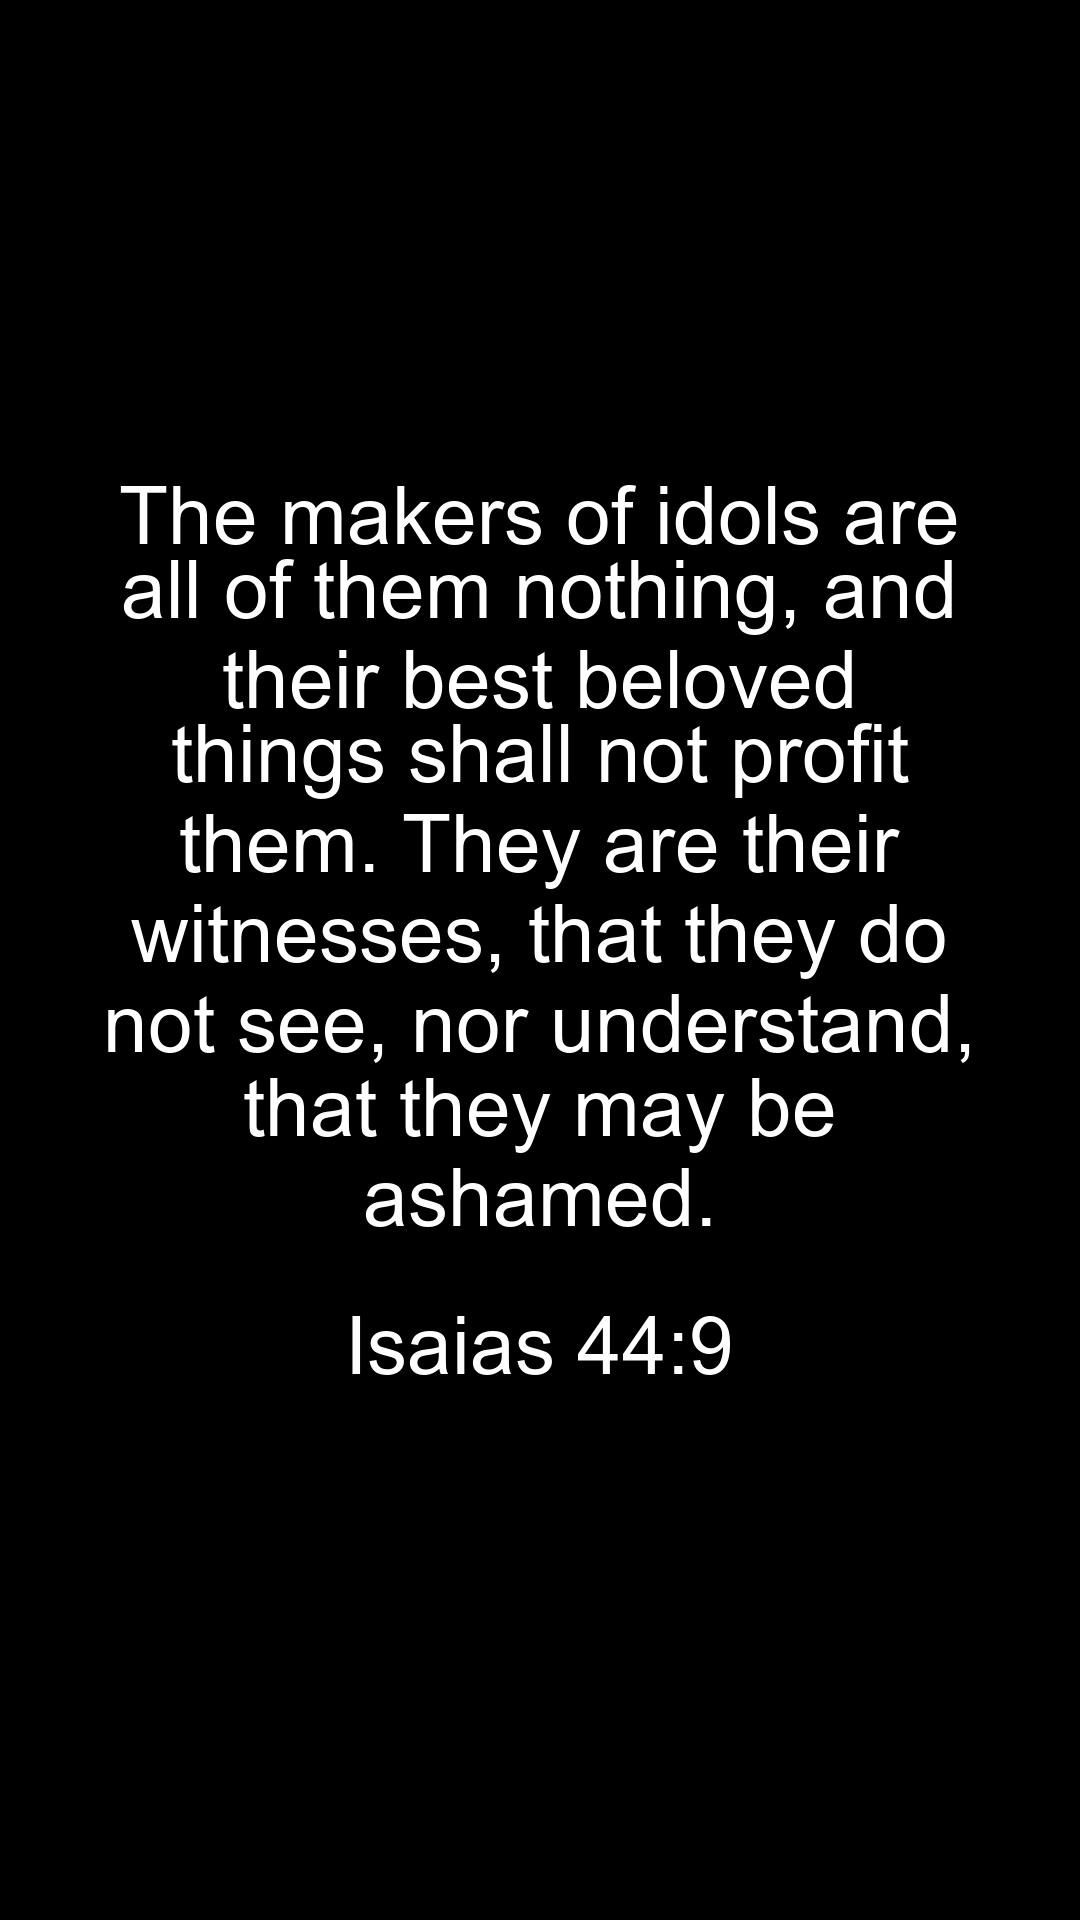 The makers of idols are
all of them nothing, and
their best beloved
things shall not profit
them. They are their
witnesses, that they do
not see, nor understand,
that they may be
ashamed.
Isaias 44:9